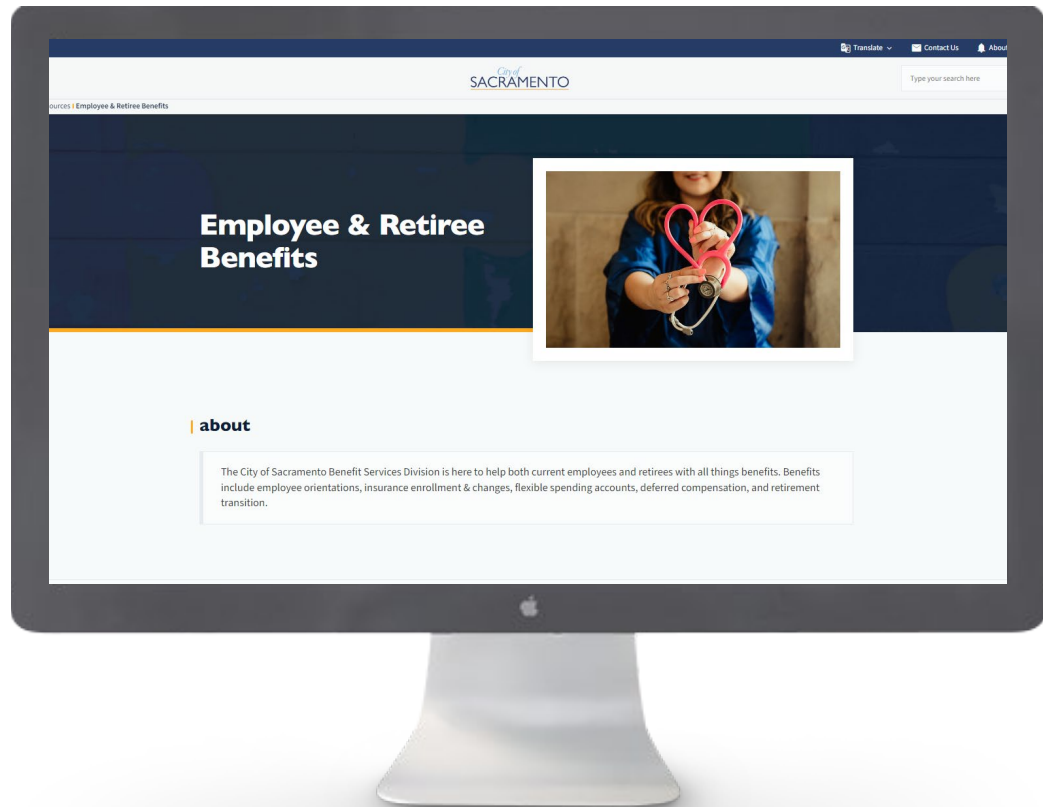 Translate
Contact Us
About
City of
SACRAMENTO
Type your search here
ources | Employee & Retiree Benefits
Employee & Retiree
Benefits
about
The City of Sacramento Benefit Services Division is here to help both current employees and retirees with all things benefits. Benefits
include employee orientations, insurance enrollment & changes, flexible spending accounts, deferred compensation, and retirement
transition.